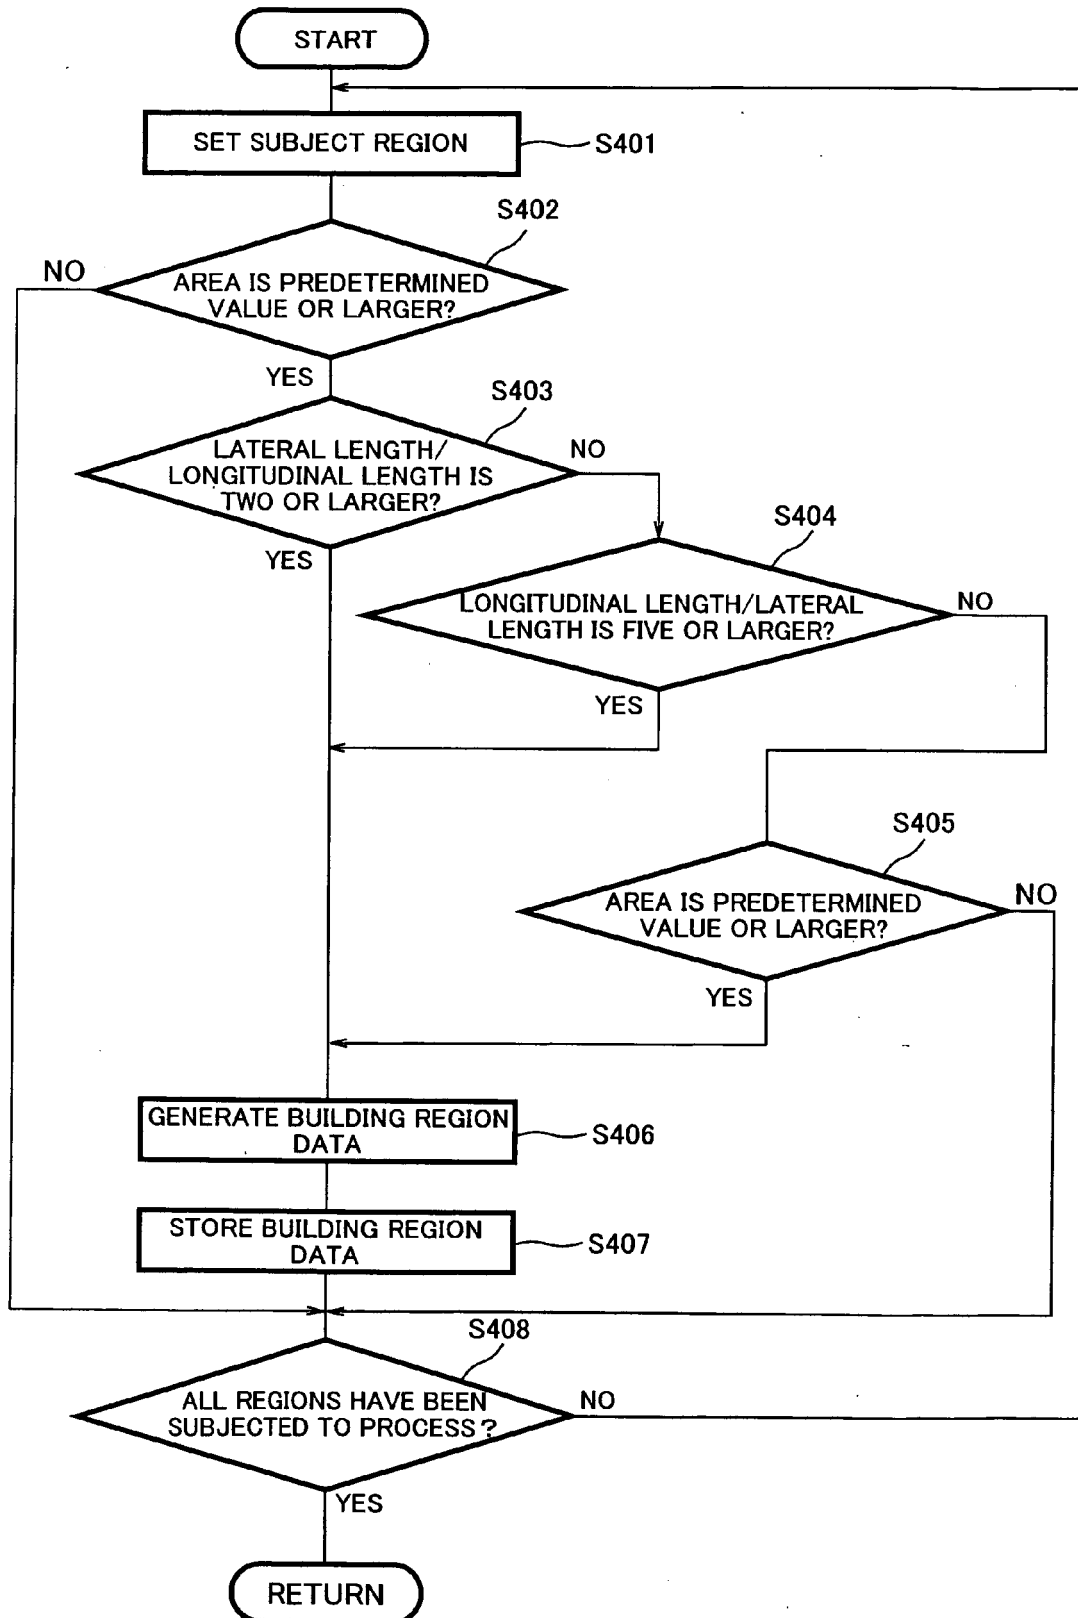 START
SET SUBJECT REGION
S401
S402
NO
AREA IS PREDETERMINED
VALUE OR LARGER?
YES
S403
LATERAL LENGTH/
LONGITUDINAL LENGTH IS
TWO OR LARGER?
NO
YES
S404
LONGITUDINAL LENGTH/LATERAL
LENGTH IS FIVE OR LARGER?
NO
YES
S405
AREA IS PREDETERMINED
VALUE OR LARGER?
NO
YES
GENERATE BUILDING REGION
DATA
S406
STORE BUILDING REGION
DATA
S407
S408
ALL REGIONS HAVE BEEN
SUBJECTED TO PROCESS?
NO
YES
RETURN